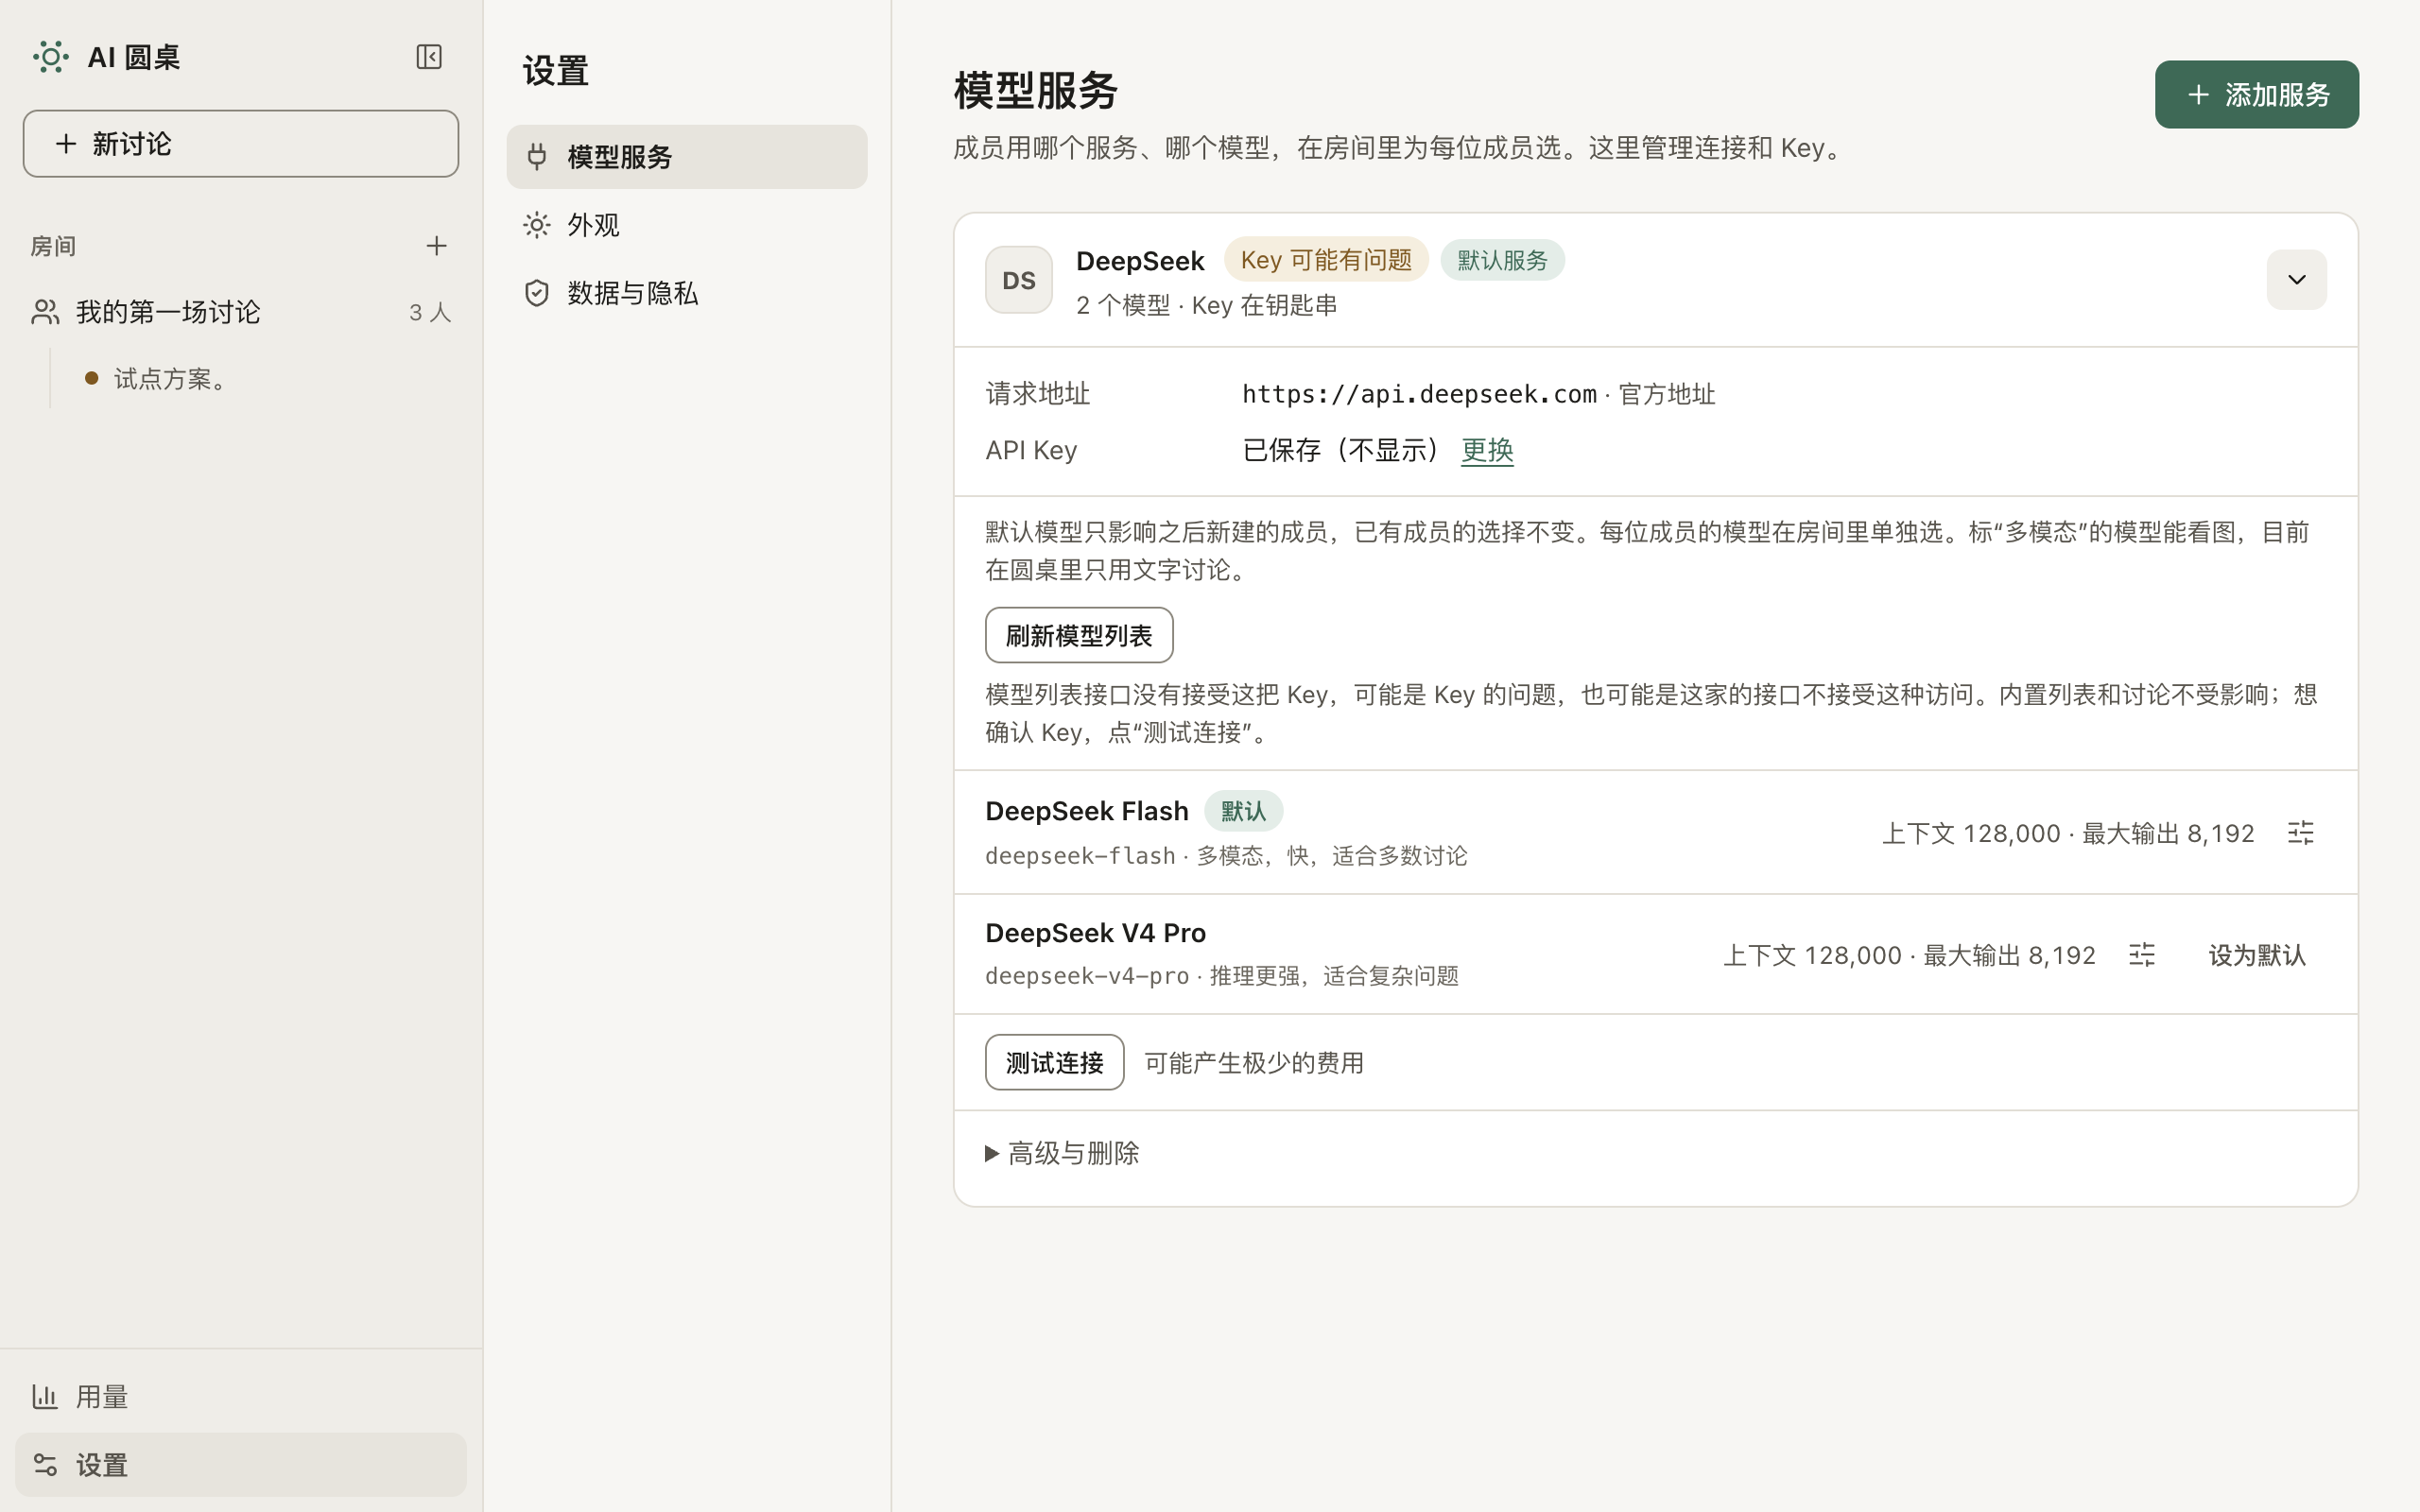 AI 圆桌
新讨论
房间
我的第一场讨论 3 人
试点方案。
用量
设置
设置
模型服务
外观
数据与隐私
模型服务
添加服务
成员用哪个服务、哪个模型，在房间里为每位成员选。这里管理连接和 Key。
DS
DeepSeek Key 可能有问题 默认服务
2 个模型 · Key 在钥匙串
请求地址 https://api.deepseek.com · 官方地址
API Key 已保存（不显示） 更换
默认模型只影响之后新建的成员，已有成员的选择不变。每位成员的模型在房间里单独选。标“多模态”的模型能看图，目前
在圆桌里只用文字讨论。
刷新模型列表
模型列表接口没有接受这把 Key，可能是 Key 的问题，也可能是这家的接口不接受这种访问。内置列表和讨论不受影响；想
确认 Key，点“测试连接”。
DeepSeek Flash 默认
deepseek-flash · 多模态，快，适合多数讨论
上下文 128,000 · 最大输出 8,192
DeepSeek V4 Pro
deepseek-v4-pro · 推理更强，适合复杂问题
上下文 128,000 · 最大输出 8,192 设为默认
测试连接 可能产生极少的费用
高级与删除